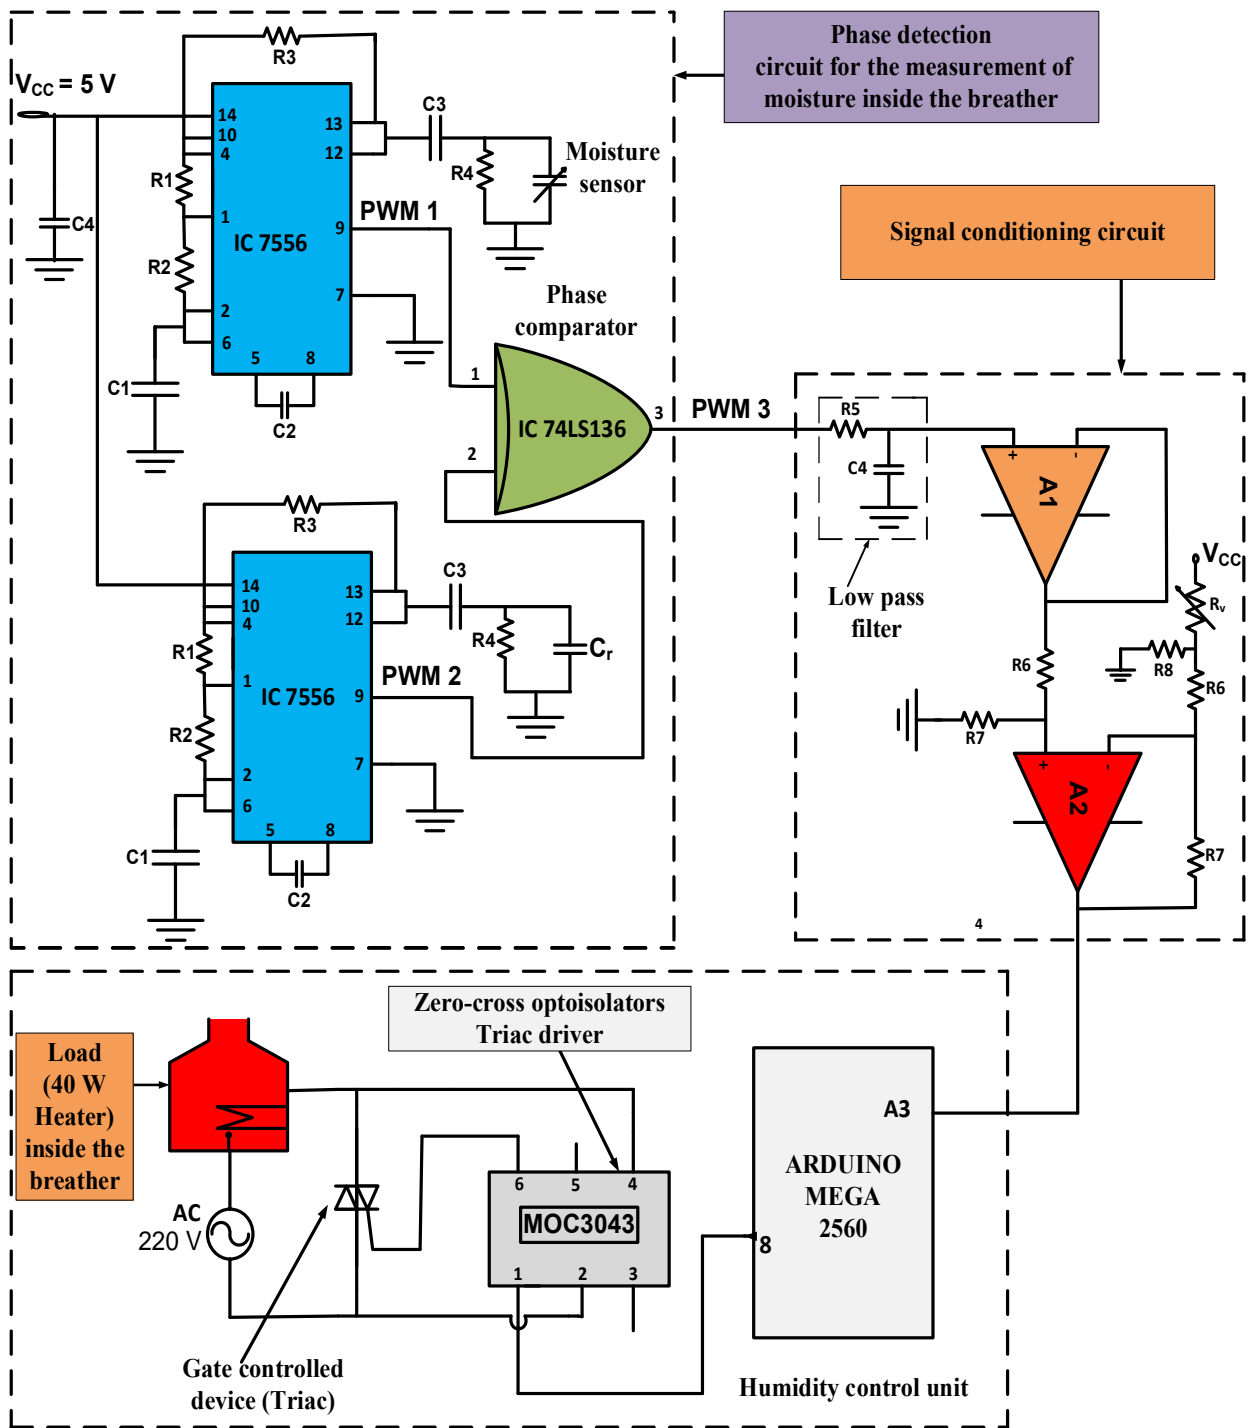 Phase detection
circuit for the measurement of
moisture inside the breather
V_CC = 5 V
R3
14
10
4
R1
1
R2
2
6
5
8
13
12
9
7
IC 7556
C3
R4
Moisture
sensor
C4
C1
C2
PWM 1
Phase
comparator
1
2
3
IC 74LS136
PWM 3
R3
14
10
4
R1
1
R2
2
6
5
8
13
12
9
7
IC 7556
C3
R4
C_r
PWM 2
C1
C2
Signal conditioning circuit
R5
C4
Low pass
filter
+
-
A1
V_CC
R_v
R8
R6
R6
R7
+
-
A2
R7
4
Load
(40 W
Heater)
inside the
breather
AC
220 V
Zero-cross optoisolators
Triac driver
6
5
4
MOC3043
1
2
3
A3
ARDUINO
MEGA
2560
8
Gate controlled
device (Triac)
Humidity control unit